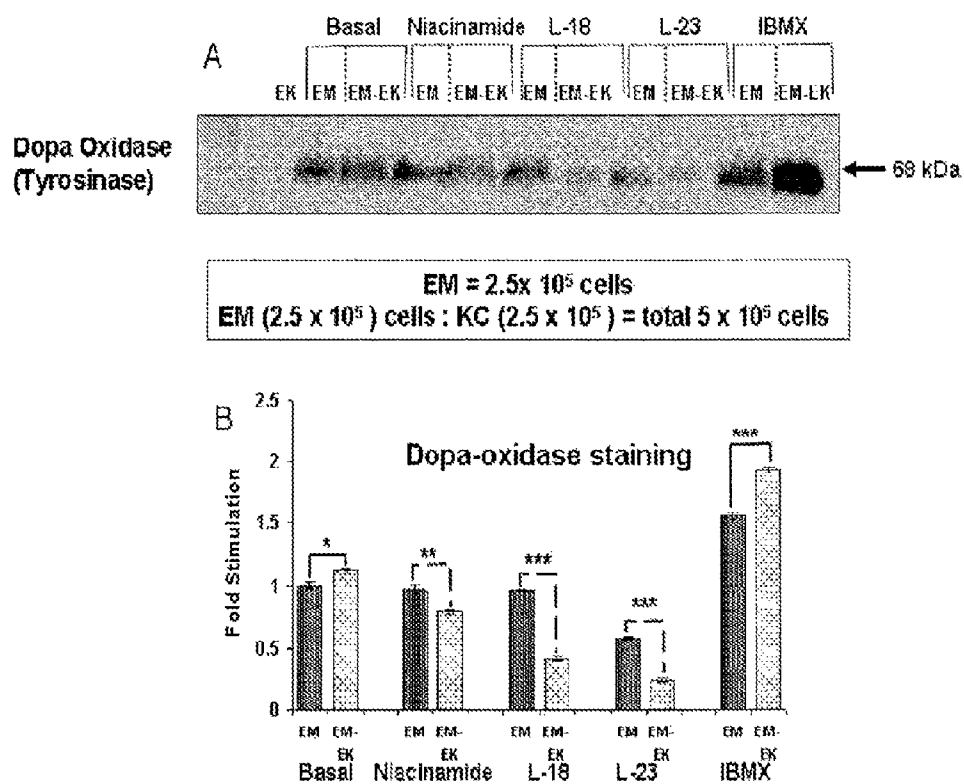 Basal Niacinamide L-18 L-23 IBMX
A
EK EM EM-EK EM EM-EK EM EM-EK EM EM-EK EM EM-EK
Dopa Oxidase
(Tyrosinase)
68 kDa
EM = 2.5x 10⁵ cells
EM (2.5 x 10⁵ ) cells : KC (2.5 x 10⁵ ) = total 5 x 10⁵ cells
B
Dopa-oxidase staining
Fold Stimulation
2.5
2
1.5
1
0.5
0
* ** *** *** ***
EM EM-EK EM EM-EK EM EM-EK EM EM-EK EM EM-EK
Basal Niacinamide L-18 L-23 IBMX